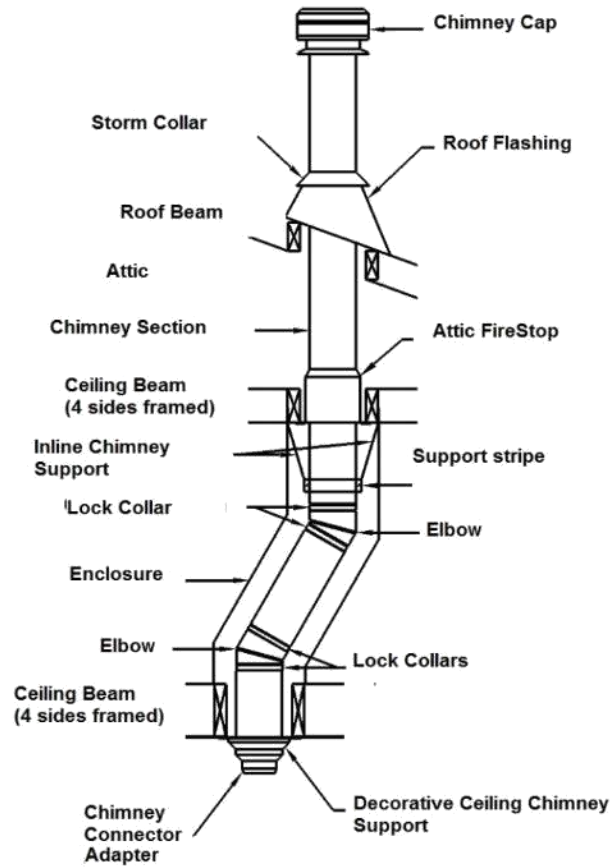 Chimney Cap
Storm Collar
Roof Flashing
Roof Beam
Attic
Chimney Section
Attic FireStop
Ceiling Beam
(4 sides framed)
Inline Chimney
Support
Support stripe
Lock Collar
Elbow
Enclosure
Elbow
Lock Collars
Ceiling Beam
(4 sides framed)
Decorative Ceiling Chimney
Support
Chimney
Connector
Adapter